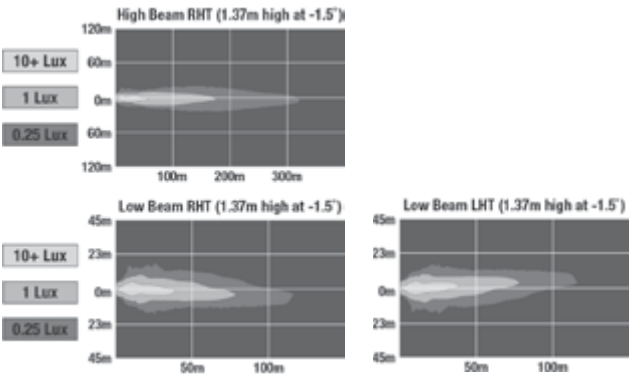 High Beam RHT (1.37m high at -1.5°)
120m
10+ Lux
60m
1 Lux
0m
0.25 Lux
60m
120m
100m 200m 300m
Low Beam RHT (1.37m high at -1.5°)
45m
10+ Lux
23m
1 Lux
0m
0.25 Lux
23m
45m
50m 100m
Low Beam LHT (1.37m high at -1.5°)
45m
23m
0m
23m
45m
50m 100m